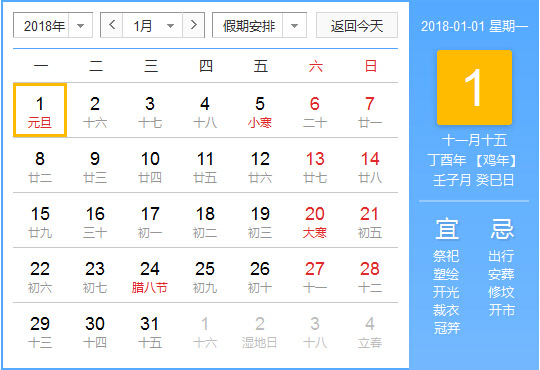 2018年 1月 假期安排 返回今天
一 二 三 四 五 六 日
1 2 3 4 5 6 7
元旦 十六 十七 十八 小寒 二十 廿一
8 9 10 11 12 13 14
廿二 廿三 廿四 廿五 廿六 廿七 廿八
15 16 17 18 19 20 21
廿九 三十 初一 初二 初三 大寒 初五
22 23 24 25 26 27 28
初六 初七 腊八节 初九 初十 十一 十二
29 30 31 1 2 3 4
十三 十四 十五 十六 湿地日 十八 立春
2018-01-01 星期一
1
十一月十五
丁酉年 【鸡年】
壬子月 癸巳日
宜 忌
祭祀 出行
塑绘 安葬
开光 修坟
裁衣 开市
冠笄